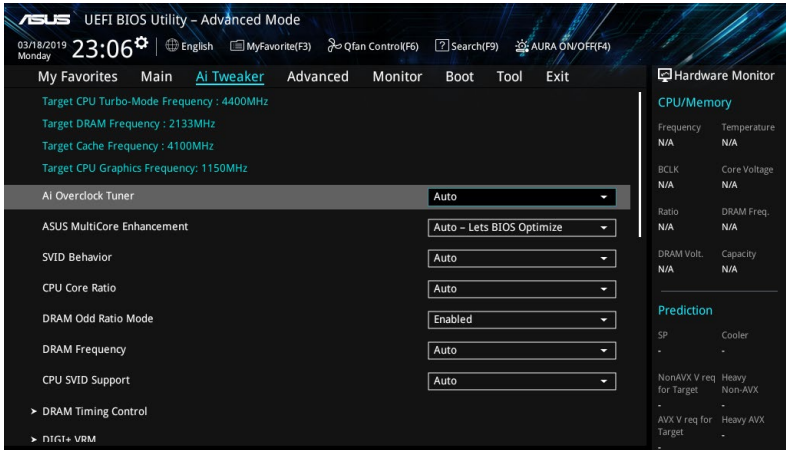 ASUS UEFI BIOS Utility – Advanced Mode
03/18/2019
Monday
23:06
English
MyFavorite(F3)
Qfan Control(F6)
? Search(F9)
AURA ON/OFF(F4)
My Favorites Main Ai Tweaker Advanced Monitor Boot Tool Exit
Target CPU Turbo-Mode Frequency : 4400MHz
Target DRAM Frequency : 2133MHz
Target Cache Frequency : 4100MHz
Target CPU Graphics Frequency: 1150MHz
Ai Overclock Tuner Auto
ASUS MultiCore Enhancement Auto – Lets BIOS Optimize
SVID Behavior Auto
CPU Core Ratio Auto
DRAM Odd Ratio Mode Enabled
DRAM Frequency Auto
CPU SVID Support Auto
> DRAM Timing Control
> DIGI+ VRM
Hardware Monitor
CPU/Memory
Frequency Temperature
N/A N/A
BCLK Core Voltage
N/A N/A
Ratio DRAM Freq.
N/A N/A
DRAM Volt. Capacity
N/A N/A
Prediction
SP Cooler
- -
NonAVX V req Heavy
for Target Non-AVX
- -
AVX V req for Heavy AVX
Target -
-